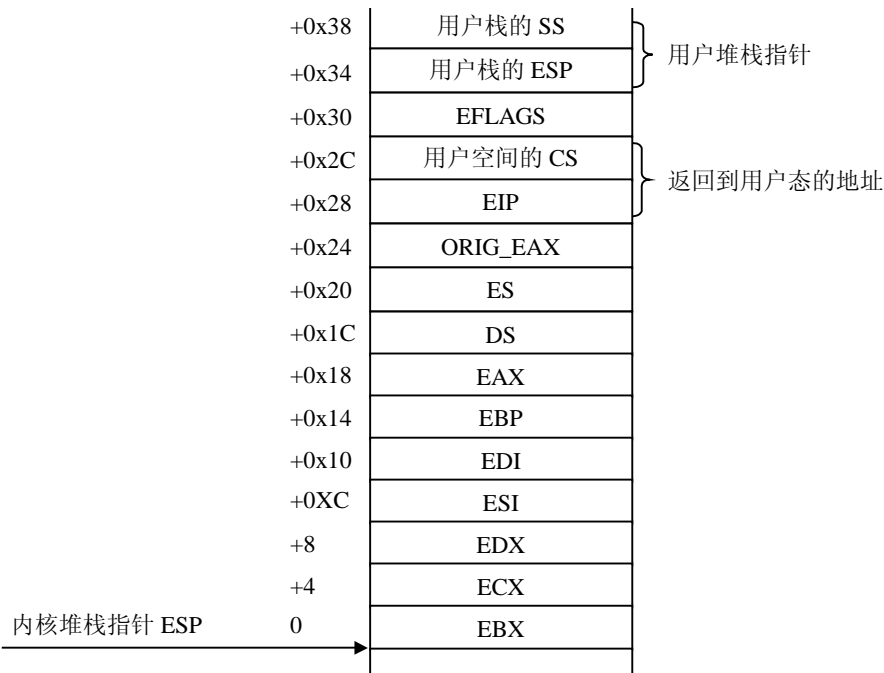 +0x38 用户栈的 SS
用户堆栈指针
+0x34 用户栈的 ESP
+0x30 EFLAGS
+0x2C 用户空间的 CS
返回到用户态的地址
+0x28 EIP
+0x24 ORIG_EAX
+0x20 ES
+0x1C DS
+0x18 EAX
+0x14 EBP
+0x10 EDI
+0XC ESI
+8 EDX
+4 ECX
内核堆栈指针 ESP 0 EBX